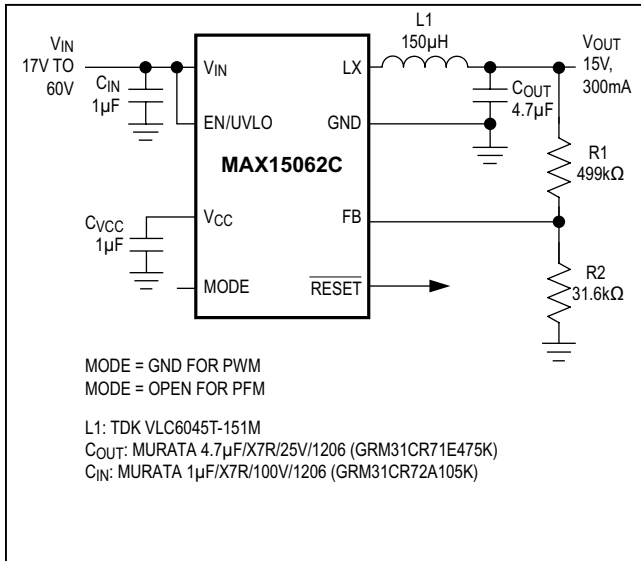 L1
150µH
VIN
17V TO
60V
CIN
1µF
VIN
LX
VOUT
15V,
300mA
COUT
4.7µF
EN/UVLO
GND
MAX15062C
R1
499kΩ
CVCC
1µF
VCC
FB
MODE
RESET
R2
31.6kΩ
MODE = GND FOR PWM
MODE = OPEN FOR PFM
L1: TDK VLC6045T-151M
COUT: MURATA 4.7µF/X7R/25V/1206 (GRM31CR71E475K)
CIN: MURATA 1µF/X7R/100V/1206 (GRM31CR72A105K)